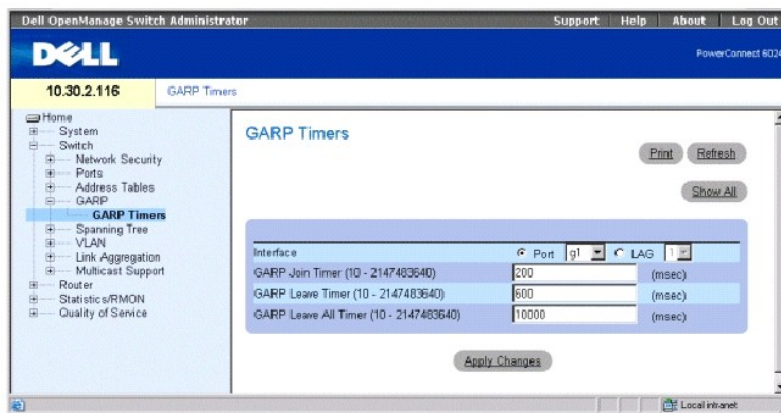 Dell OpenManage Switch Administrator Support Help About Log Out
DELL
PowerConnect 6024
10.30.2.116 GARP Timers
Home
System
Switch
Network Security
Ports
Address Tables
GARP
GARP Timers
Spanning Tree
VLAN
Link Aggregation
Multicast Support
Router
Statistics/RMON
Quality of Service
GARP Timers
Print Refresh
Show All
Interface Port g1 LAG 1
GARP Join Timer (10 - 2147483640) 200 (msec)
GARP Leave Timer (10 - 2147483640) 600 (msec)
GARP Leave All Timer (10 - 2147483640) 10000 (msec)
Apply Changes
Local intranet